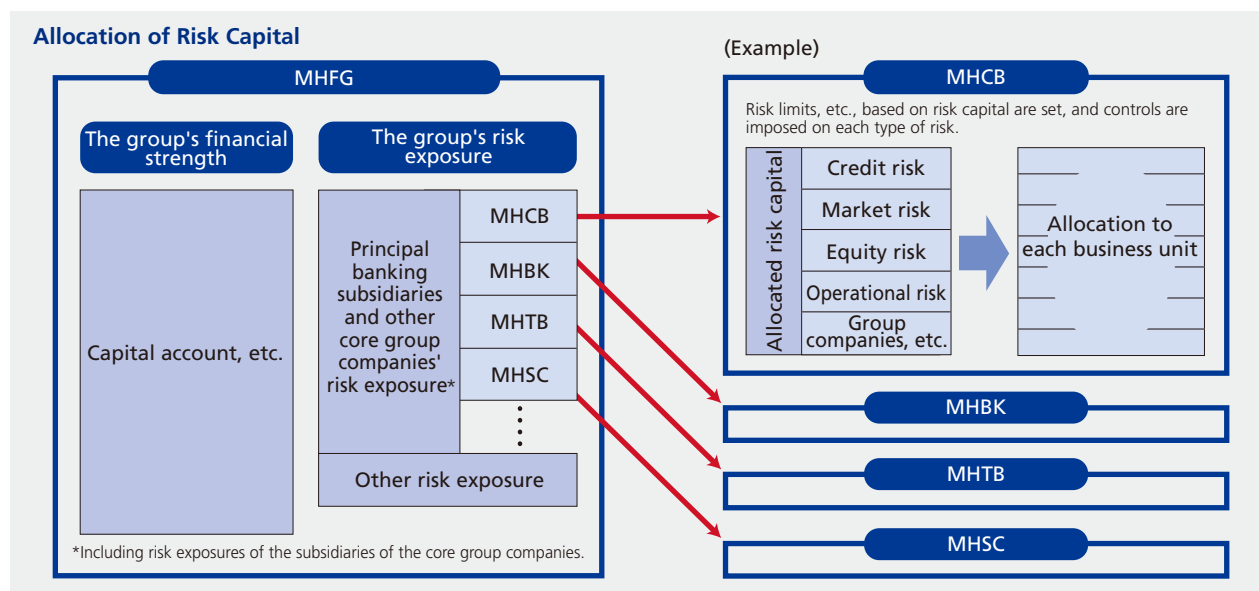 Allocation of Risk Capital
MHFG
The group's financial
strength
The group's risk
exposure
Capital account, etc.
Principal
banking
subsidiaries
and other
core group
companies'
risk exposure*
MHCB
MHBK
MHTB
MHSC
Other risk exposure
*Including risk exposures of the subsidiaries of the core group companies.
(Example)
MHCB
Risk limits, etc., based on risk capital are set, and controls are
imposed on each type of risk.
Allocated risk capital
Credit risk
Market risk
Equity risk
Operational risk
Group
companies, etc.
Allocation to
each business unit
MHBK
MHTB
MHSC